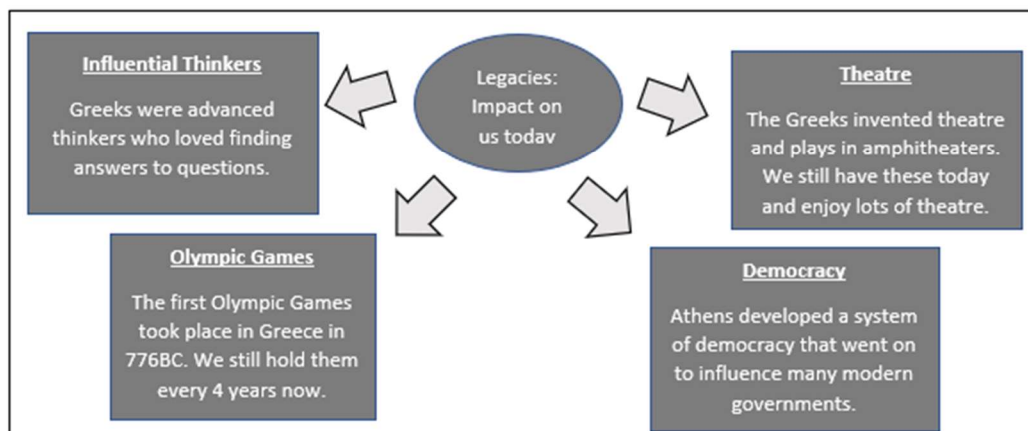 Influential Thinkers
Greeks were advanced
thinkers who loved finding
answers to questions.
Legacies:
Impact on
us today
Theatre
The Greeks invented theatre
and plays in amphitheaters.
We still have these today
and enjoy lots of theatre.
Olympic Games
The first Olympic Games
took place in Greece in
776BC. We still hold them
every 4 years now.
Democracy
Athens developed a system
of democracy that went on
to influence many modern
governments.